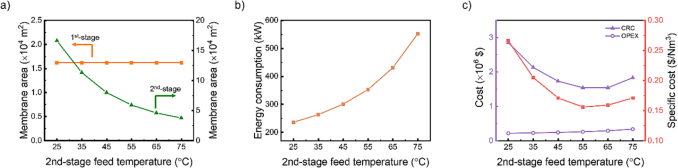 a)
Membrane area (×10⁴ m²)
2.5
2.0
1.5
1.0
0.5
0.0
1ˢᵗ-stage
2ⁿᵈ-stage
20
15
10
5
0
Membrane area (×10⁴ m²)
25 35 45 55 65 75
2nd-stage feed temperature (°C)
b)
Energy consumption (kW)
600
500
400
300
200
25 35 45 55 65 75
2nd-stage feed temperature (°C)
c)
Cost (×10⁶ $)
4
3
2
1
0
CRC
OPEX
0.30
0.25
0.20
0.15
0.10
Specific cost ($/Nm³)
25 35 45 55 65 75
2nd-stage feed temperature (°C)